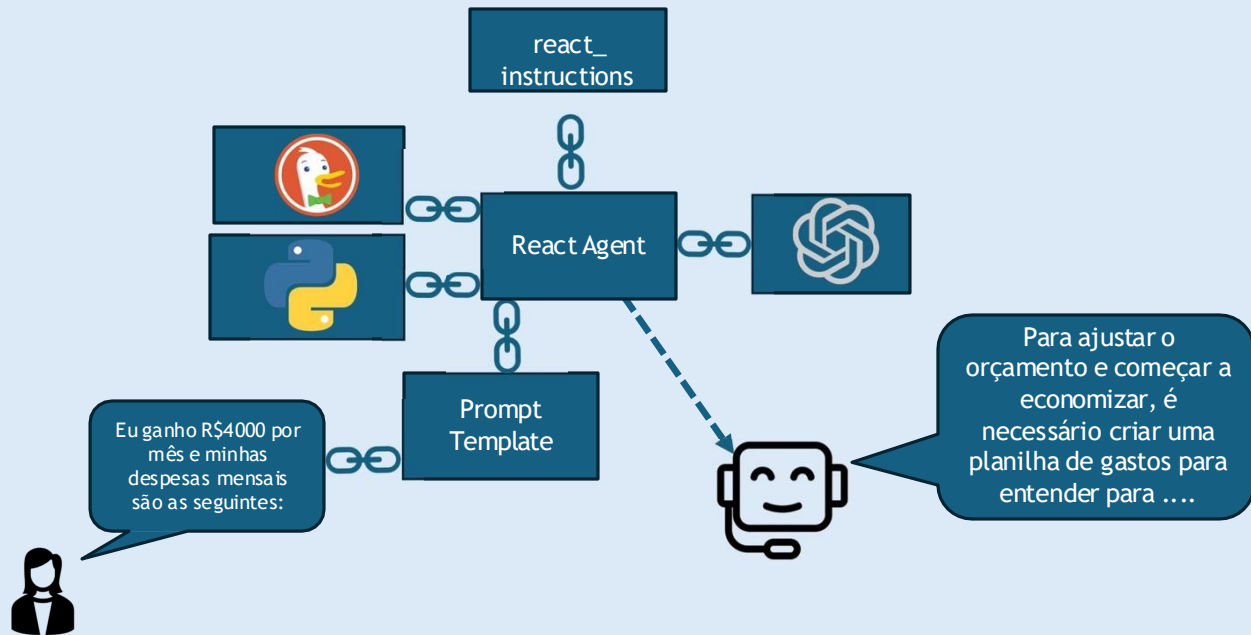 react_
instructions
React Agent
Prompt
Template
Eu ganho R$4000 por
mês e minhas
despesas mensais
são as seguintes:
Para ajustar o
orçamento e começar a
economizar, é
necessário criar uma
planilha de gastos para
entender para ....